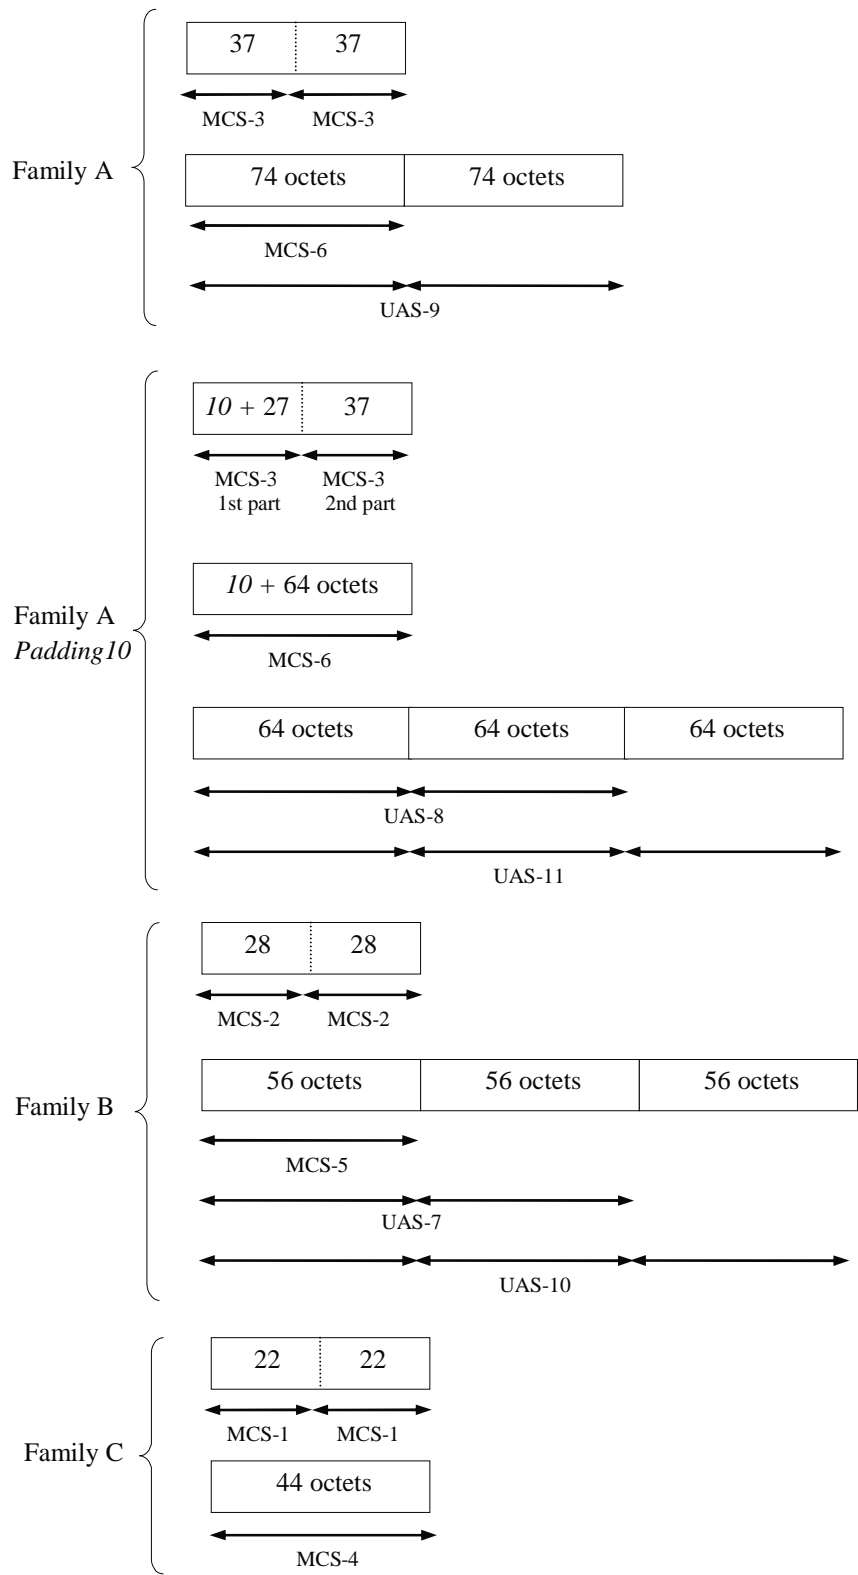 37 37
MCS-3 MCS-3
Family A
74 octets 74 octets
MCS-6
UAS-9
10 + 27 37
MCS-3 MCS-3
1st part 2nd part
10 + 64 octets
Family A
Padding10
MCS-6
64 octets 64 octets 64 octets
UAS-8
UAS-11
28 28
MCS-2 MCS-2
56 octets 56 octets 56 octets
Family B
MCS-5
UAS-7
UAS-10
22 22
MCS-1 MCS-1
Family C
44 octets
MCS-4